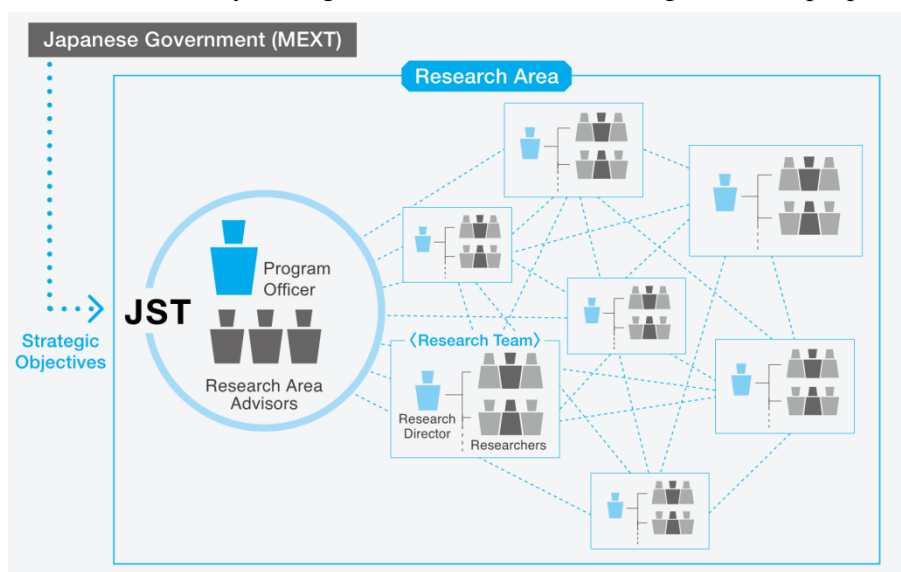 Japanese Government (MEXT)
Research Area
Program
Officer
JST
Strategic
Objectives
Research Area
Advisors
〈Research Team〉
Research
Director
Researchers